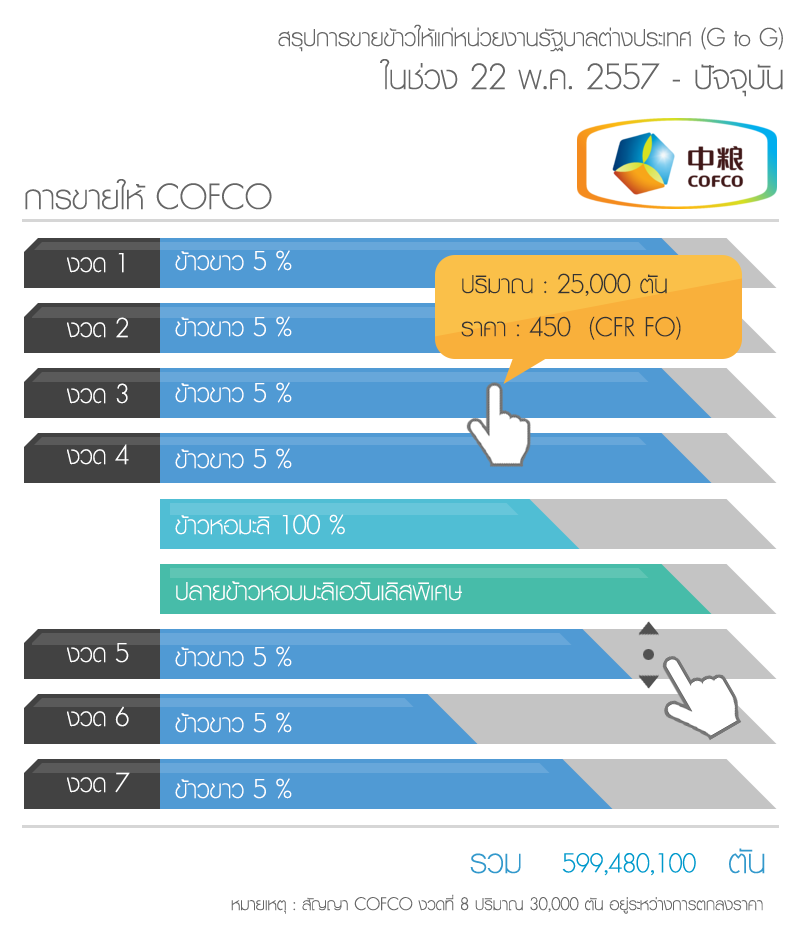 สรุปการขายข้าวให้แก่หน่วยงานรัฐบาลต่างประเทศ (G to G)
ในช่วง 22 พ.ค. 2557 - ปัจจุบัน
中粮
COFCO
การขายให้ COFCO
งวด 1 ข้าวขาว 5 %
ปริมาณ : 25,000 ตัน
ราคา : 450 (CFR FO)
งวด 2 ข้าวขาว 5 %
งวด 3 ข้าวขาว 5 %
งวด 4 ข้าวขาว 5 %
ข้าวหอมะลิ 100 %
ปลายข้าวหอมมะลิเอวันเลิสพิเศษ
งวด 5 ข้าวขาว 5 %
งวด 6 ข้าวขาว 5 %
งวด 7 ข้าวขาว 5 %
รวม 599,480,100 ตัน
หมายเหตุ : สัญญา COFCO งวดที่ 8 ปริมาณ 30,000 ตัน อยู่ระหว่างการตกลงราคา